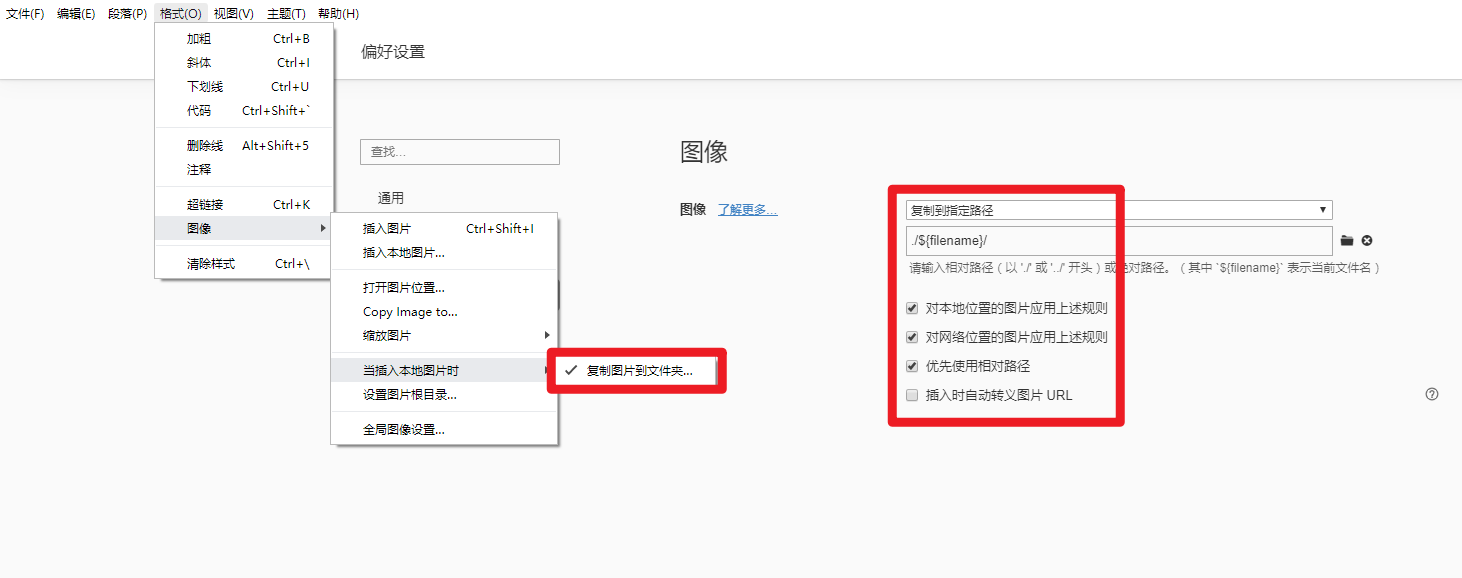 文件(F) 编辑(E) 段落(P) 格式(O) 视图(V) 主题(T) 帮助(H)
加粗 Ctrl+B
斜体 Ctrl+I
下划线 Ctrl+U
代码 Ctrl+Shift+`
删除线 Alt+Shift+5
注释
超链接 Ctrl+K
图像
清除样式 Ctrl+\
插入图片 Ctrl+Shift+I
插入本地图片...
打开图片位置...
Copy Image to...
缩放图片
当插入本地图片时
设置图片根目录...
全局图像设置...
复制图片到文件夹...
偏好设置
查找...
通用
图像
图像 了解更多...
复制到指定路径
./${filename}/
请输入相对路径（以 './' 或 '../' 开头）或绝对路径。（其中 `${filename}` 表示当前文件名）
对本地位置的图片应用上述规则
对网络位置的图片应用上述规则
优先使用相对路径
插入时自动转义图片 URL